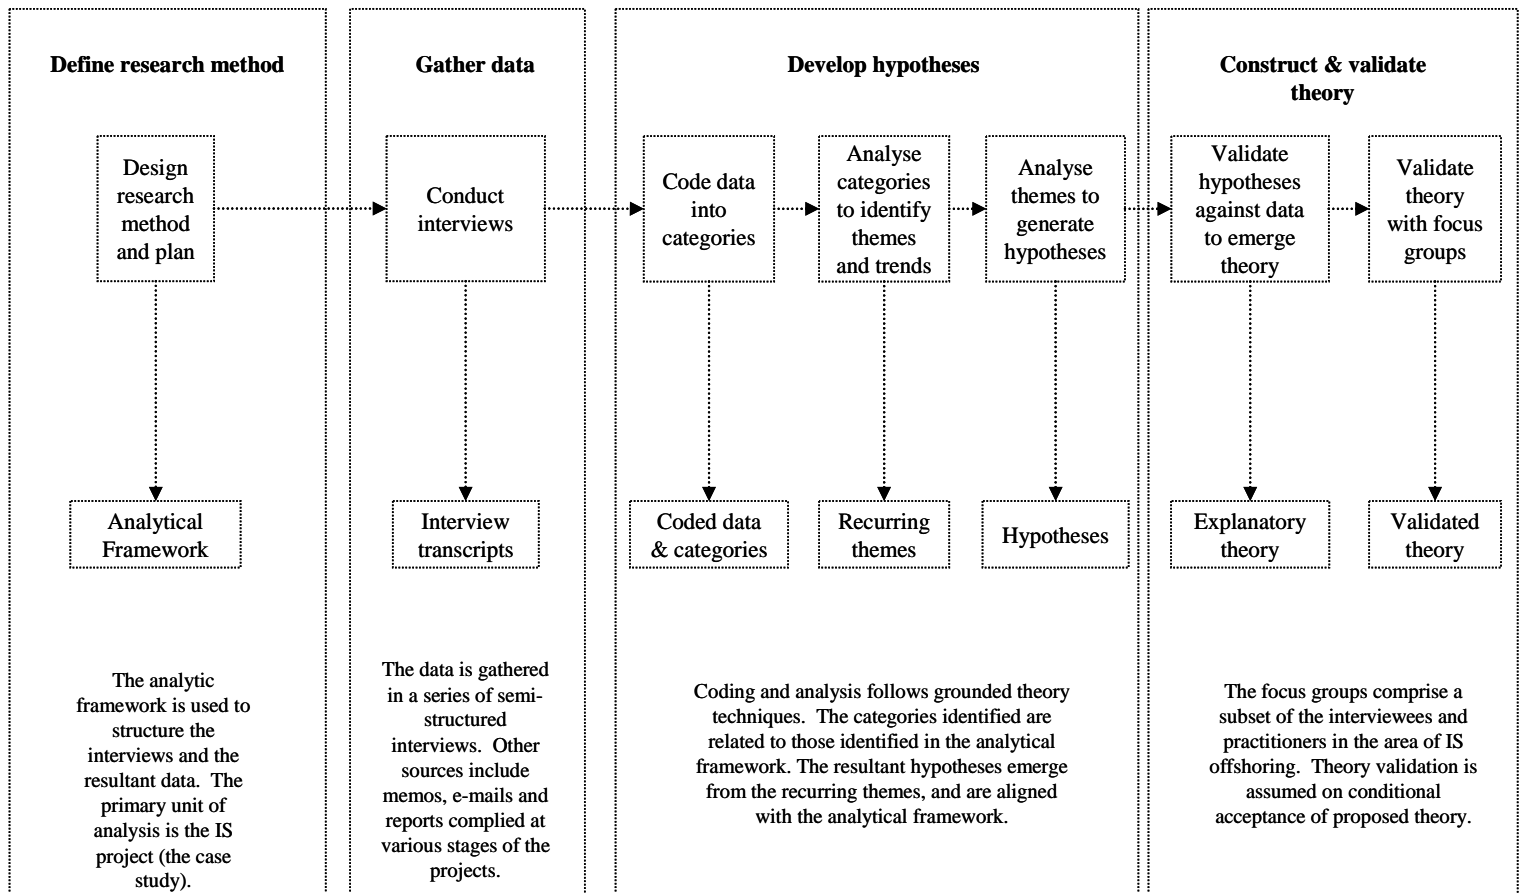 Define research method
Design
research
method
and plan
Analytical
Framework
The analytic
framework is used to
structure the
interviews and the
resultant data.  The
primary unit of
analysis is the IS
project (the case
study).
Gather data
Conduct
interviews
Interview
transcripts
The data is gathered
in a series of semi-
structured
interviews.  Other
sources include
memos, e-mails and
reports complied at
various stages of the
projects.
Develop hypotheses
Code data
into
categories
Analyse
categories
to identify
themes
and trends
Analyse
themes to
generate
hypotheses
Coded data
& categories
Recurring
themes
Hypotheses
Coding and analysis follows grounded theory
techniques.  The categories identified are
related to those identified in the analytical
framework. The resultant hypotheses emerge
from the recurring themes, and are aligned
with the analytical framework.
Construct & validate
theory
Validate
hypotheses
against data
to emerge
theory
Validate
theory
with focus
groups
Explanatory
theory
Validated
theory
The focus groups comprise a
subset of the interviewees and
practitioners in the area of IS
offshoring.  Theory validation is
assumed on conditional
acceptance of proposed theory.